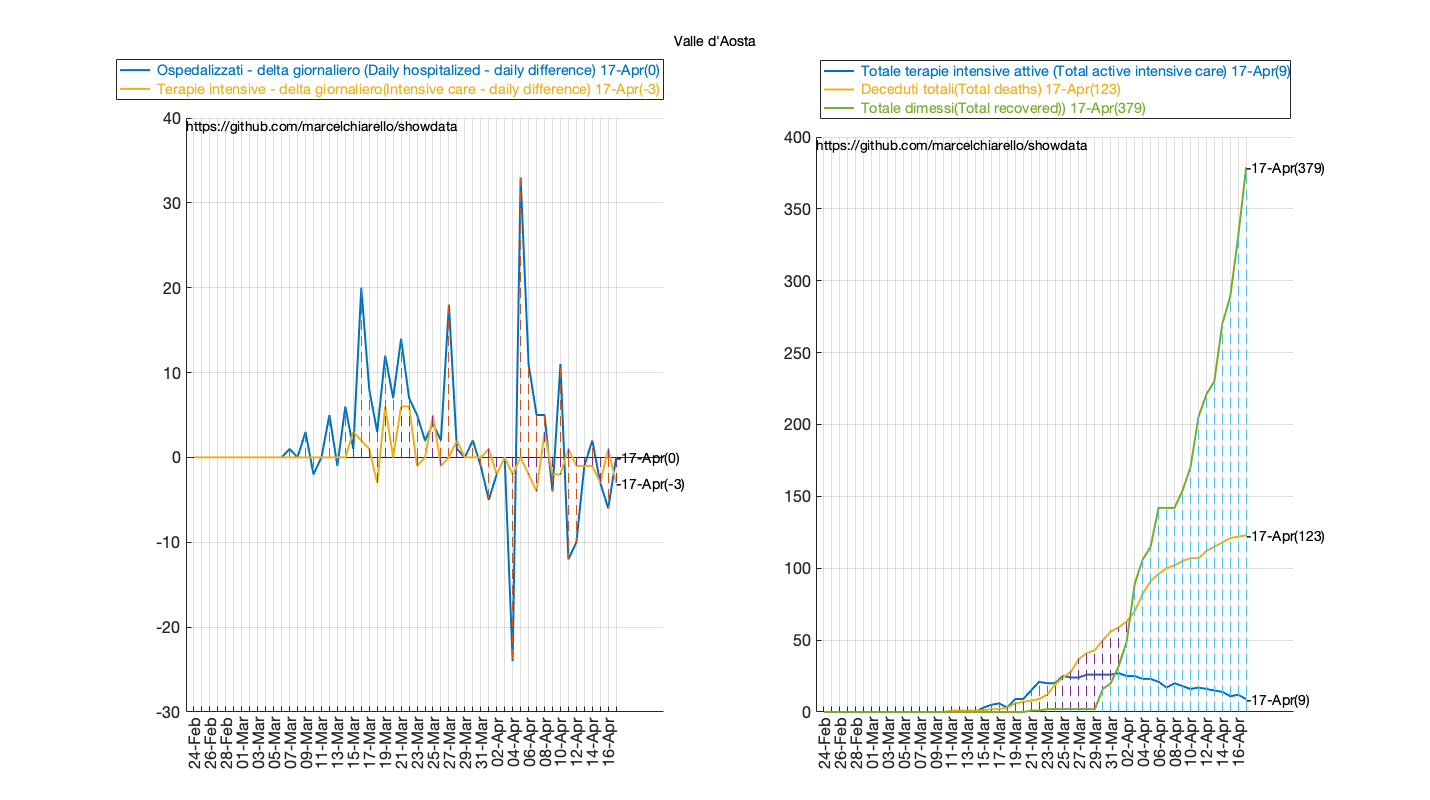 Valle d'Aosta
Ospedalizzati - delta giornaliero (Daily hospitalized - daily difference) 17-Apr(0)
Terapie intensive - delta giornaliero(Intensive care - daily difference) 17-Apr(-3)
https://github.com/marcelchiarello/showdata
40
30
20
10
0
-10
-20
-30
-17-Apr(0)
-17-Apr(-3)
24-Feb
26-Feb
28-Feb
01-Mar
03-Mar
05-Mar
07-Mar
09-Mar
11-Mar
13-Mar
15-Mar
17-Mar
19-Mar
21-Mar
23-Mar
25-Mar
27-Mar
29-Mar
31-Mar
02-Apr
04-Apr
06-Apr
08-Apr
10-Apr
12-Apr
14-Apr
16-Apr
Totale terapie intensive attive (Total active intensive care) 17-Apr(9)
Deceduti totali(Total deaths) 17-Apr(123)
Totale dimessi(Total recovered)) 17-Apr(379)
https://github.com/marcelchiarello/showdata
400
350
300
250
200
150
100
50
0
-17-Apr(379)
-17-Apr(123)
-17-Apr(9)
24-Feb
26-Feb
28-Feb
01-Mar
03-Mar
05-Mar
07-Mar
09-Mar
11-Mar
13-Mar
15-Mar
17-Mar
19-Mar
21-Mar
23-Mar
25-Mar
27-Mar
29-Mar
31-Mar
02-Apr
04-Apr
06-Apr
08-Apr
10-Apr
12-Apr
14-Apr
16-Apr